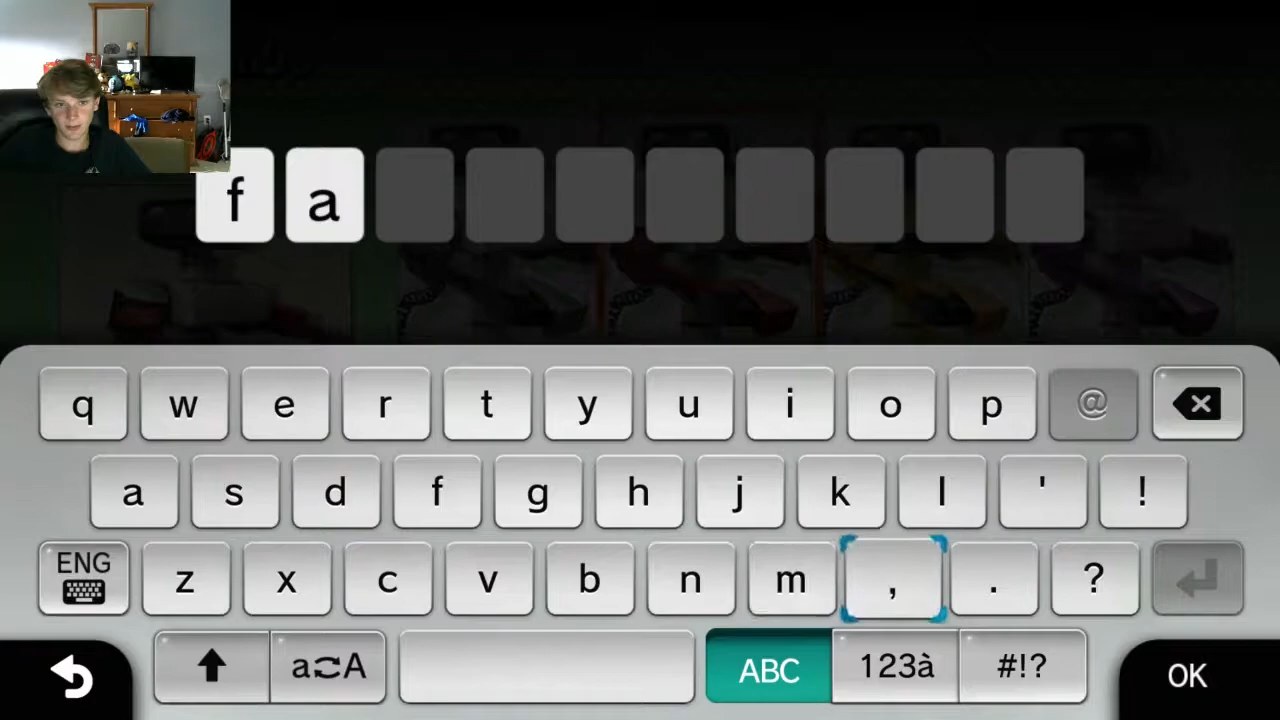 f a
q w e r t y u i o p @
a s d f g h j k l ' !
ENG z x c v b n m , . ?
a A ABC 123à #!?
OK